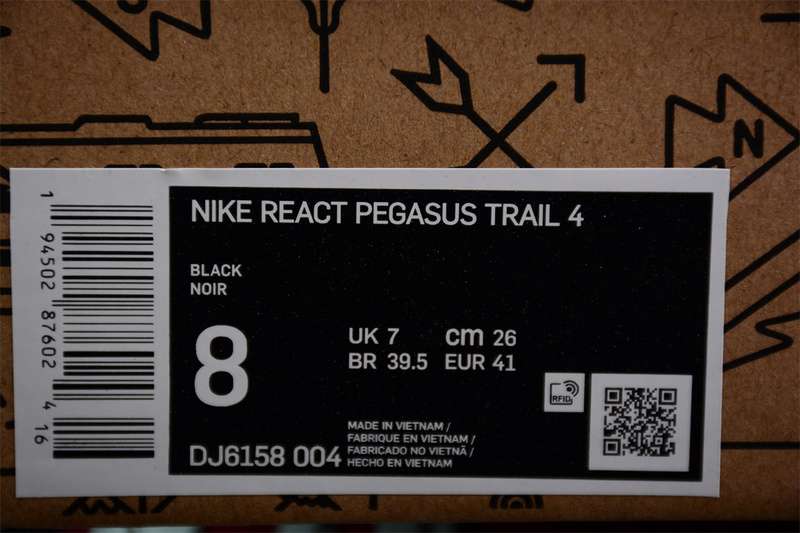 NIKE REACT PEGASUS TRAIL 4
BLACK
NOIR
8
UK 7 cm 26
BR 39.5 EUR 41
RFID
DJ6158 004
MADE IN VIETNAM /
FABRIQUE EN VIETNAM /
FABRICADO NO VIETNÃ /
HECHO EN VIETNAM
1 94502 87602 4 16
N